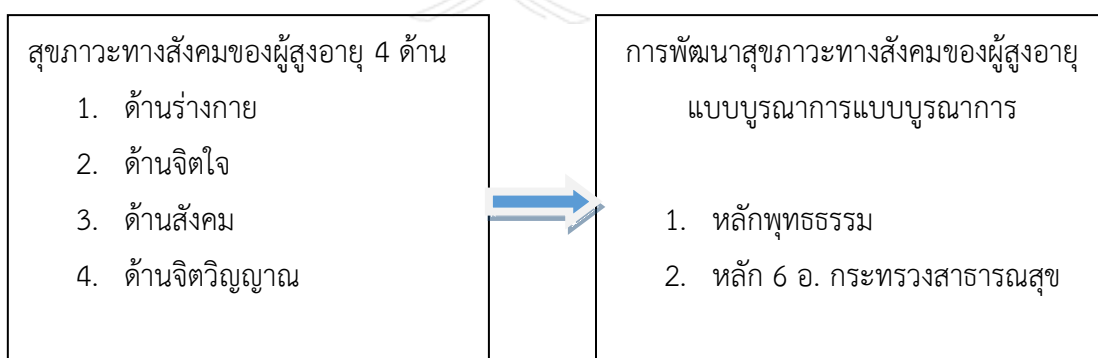 สุขภาวะทางสังคมของผู้สูงอายุ 4 ด้าน
1. ด้านร่างกาย
2. ด้านจิตใจ
3. ด้านสังคม
4. ด้านจิตวิญญาณ
การพัฒนาสุขภาวะทางสังคมของผู้สูงอายุ
แบบบูรณาการแบบบูรณาการ
1. หลักพุทธธรรม
2. หลัก 6 อ. กระทรวงสาธารณสุข